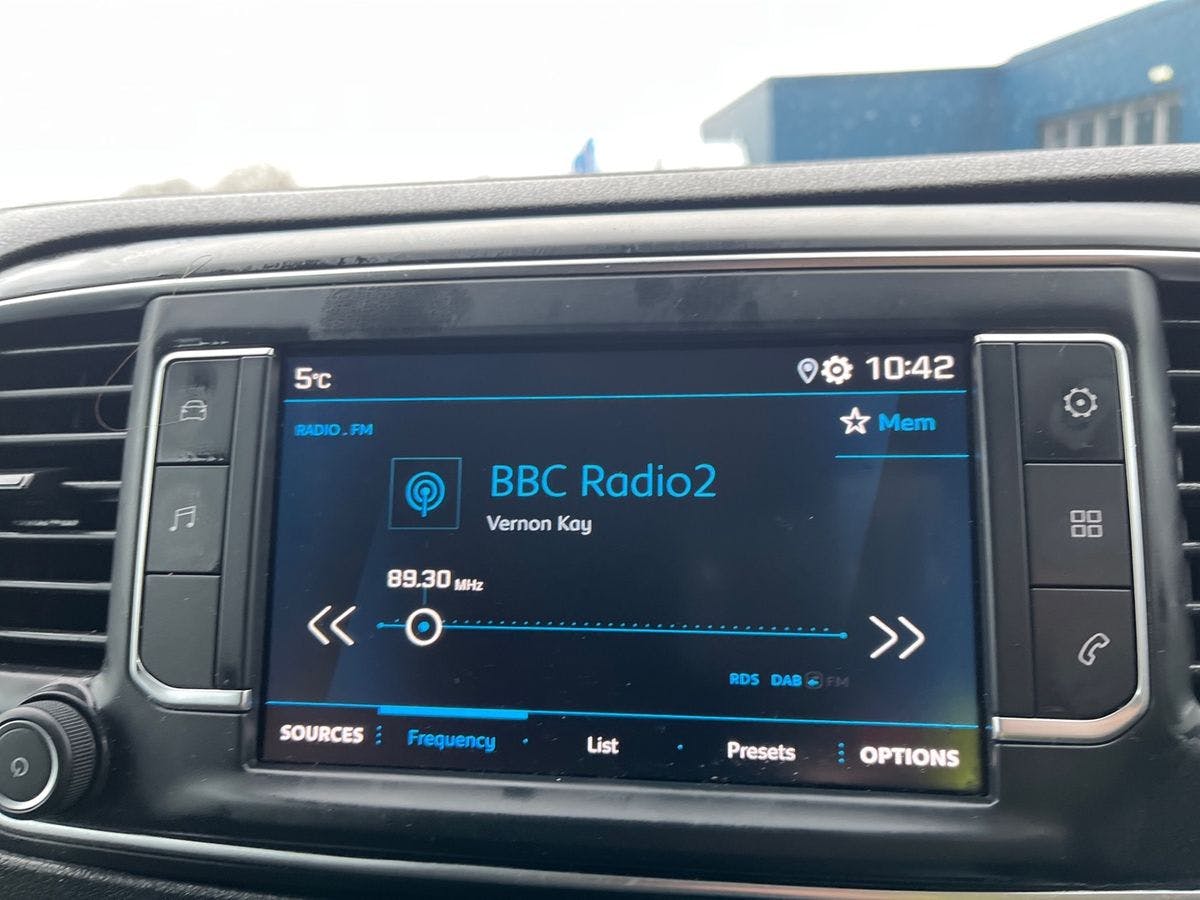 5°C
10:42
RADIO . FM
Mem
BBC Radio2
Vernon Kay
89.30 MHz
RDS DAB FM
SOURCES Frequency List Presets OPTIONS